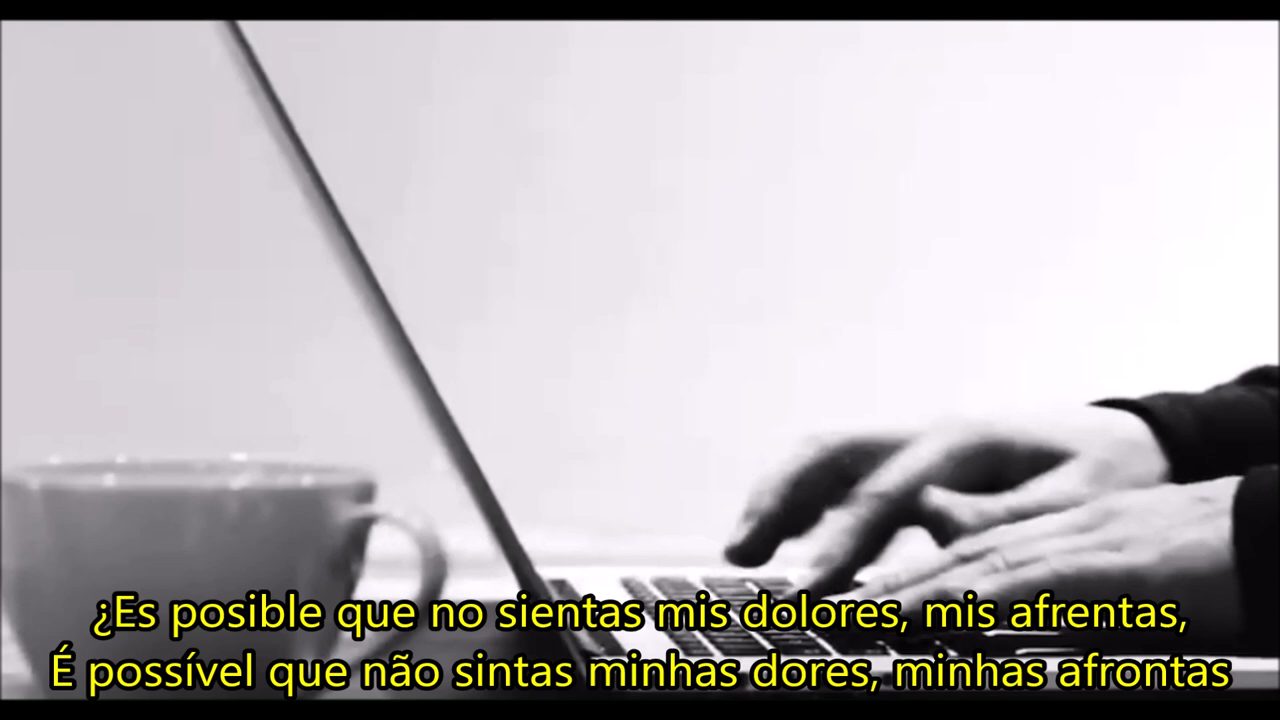 ¿Es posible que no sientas mis dolores, mis afrentas,
É possível que não sintas minhas dores, minhas afrontas